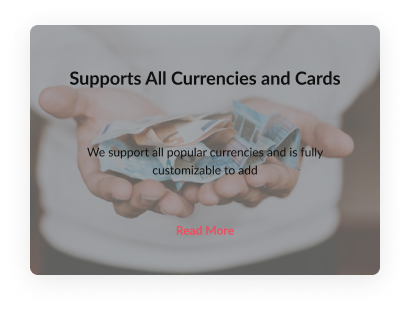 Supports All Currencies and Cards
We support all popular currencies and is fully
customizable to add
Read More